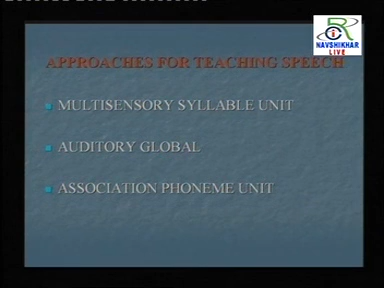 NAVSHIKHAR
LIVE
APPROACHES FOR TEACHING SPEECH
MULTISENSORY SYLLABLE UNIT
AUDITORY GLOBAL
ASSOCIATION PHONEME UNIT